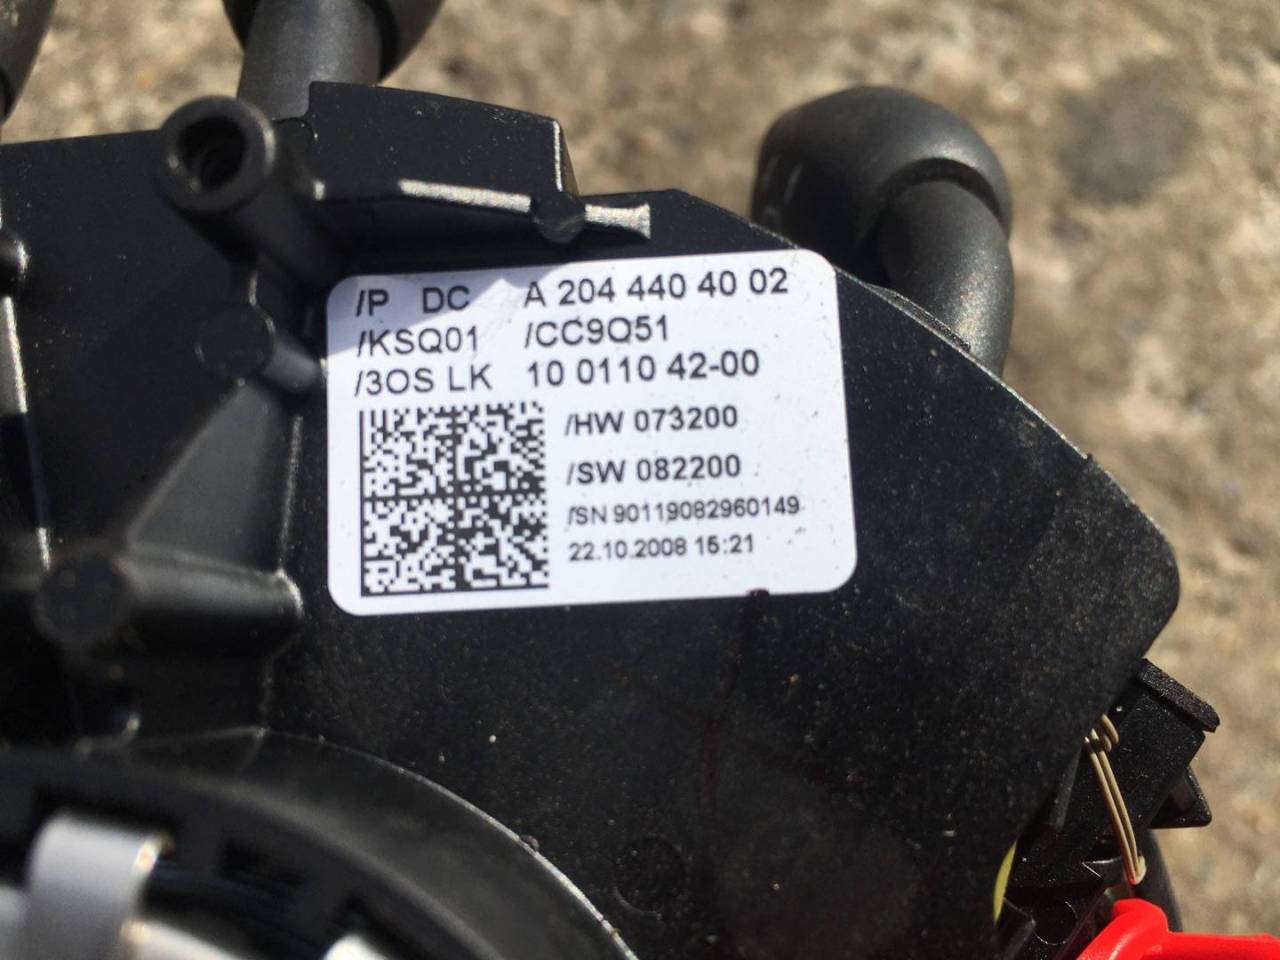 /P DC A 204 440 40 02
/KSQ01 /CC9Q51
/3OS LK 10 0110 42-00
/HW 073200
/SW 082200
/SN 90119082960149
22.10.2008 15:21